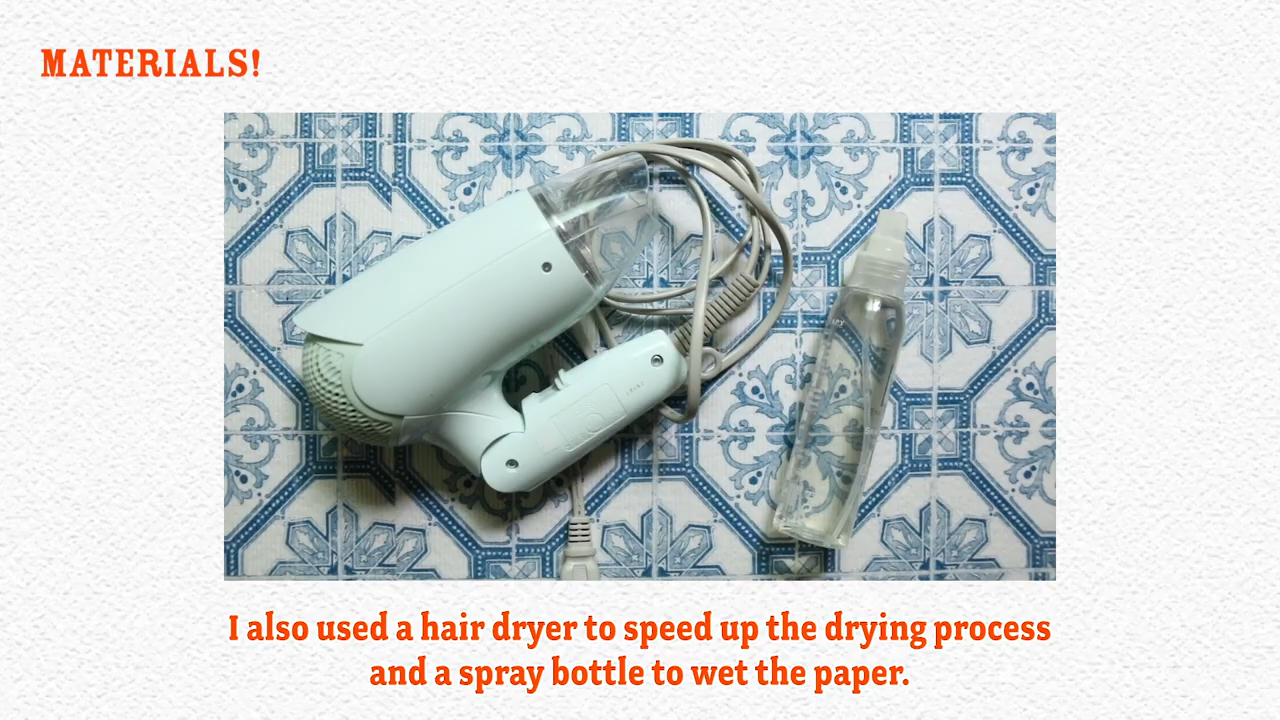 MATERIALS!
I also used a hair dryer to speed up the drying process
and a spray bottle to wet the paper.